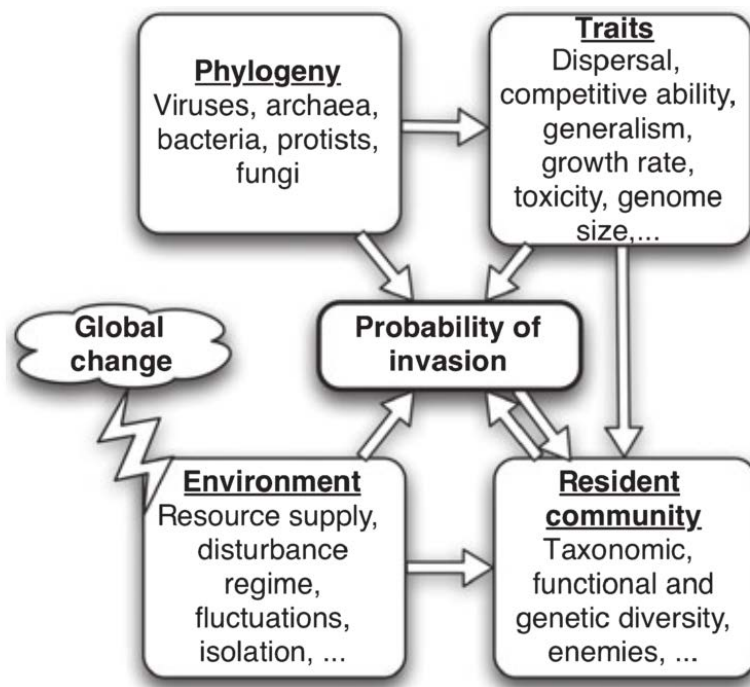 Phylogeny
Viruses, archaea,
bacteria, protists,
fungi
Traits
Dispersal,
competitive ability,
generalism,
growth rate,
toxicity, genome
size,...
Global
change
Probability of
invasion
Environment
Resource supply,
disturbance
regime,
fluctuations,
isolation, ...
Resident
community
Taxonomic,
functional and
genetic diversity,
enemies, ...